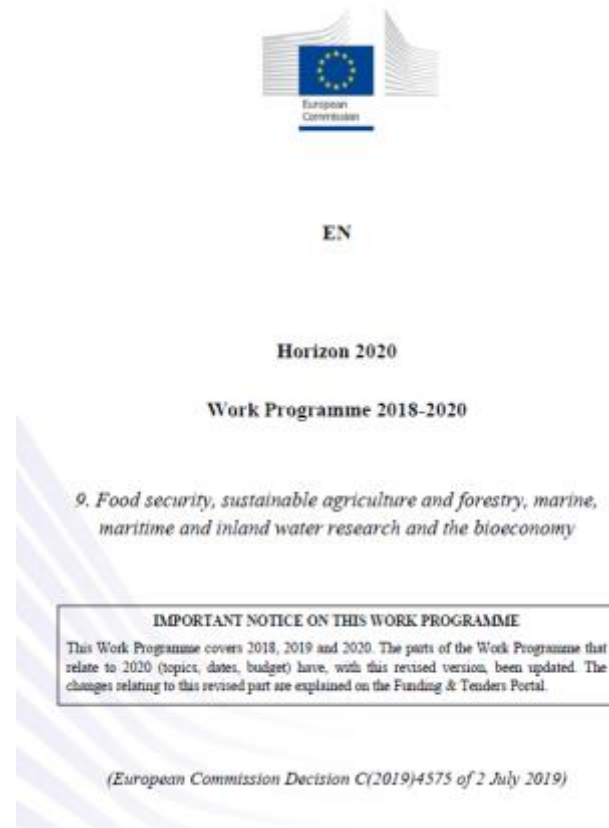 European
Commission
EN
Horizon 2020
Work Programme 2018-2020
9. Food security, sustainable agriculture and forestry, marine,
maritime and inland water research and the bioeconomy
IMPORTANT NOTICE ON THIS WORK PROGRAMME
This Work Programme covers 2018, 2019 and 2020. The parts of the Work Programme that
relate to 2020 (topics, dates, budget) have, with this revised version, been updated. The
changes relating to this revised part are explained on the Funding & Tenders Portal.
(European Commission Decision C(2019)4575 of 2 July 2019)